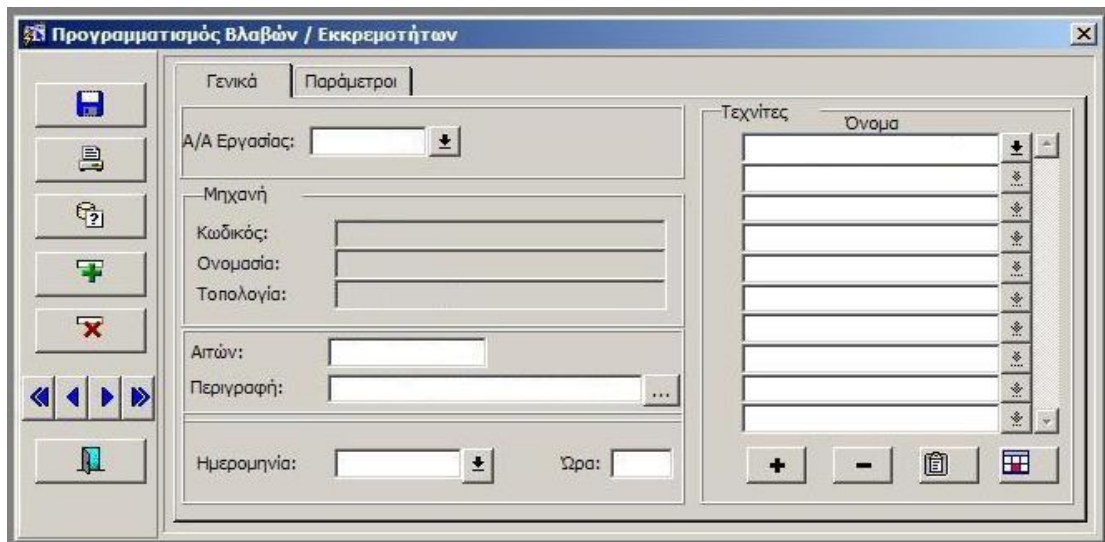 Προγραμματισμός Βλαβών / Εκκρεμοτήτων
Γενικά
Παράμετροι
Α/Α Εργασίας:
Μηχανή
Κωδικός:
Ονομασία:
Τοπολογία:
Αιτών:
Περιγραφή:
...
Ημερομηνία:
Ώρα:
Τεχνίτες
Όνομα